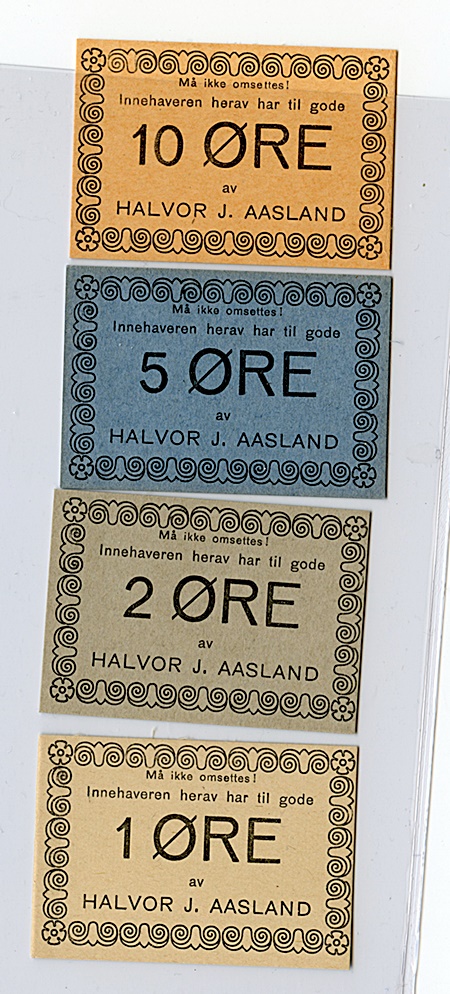 Må ikke omsettes!
Innehaveren herav har til gode
10 ØRE
av
HALVOR J. AASLAND
Må ikke omsettes!
Innehaveren herav har til gode
5 ØRE
av
HALVOR J. AASLAND
Må ikke omsettes!
Innehaveren herav har til gode
2 ØRE
av
HALVOR J. AASLAND
Må ikke omsettes!
Innehaveren herav har til gode
1 ØRE
av
HALVOR J. AASLAND